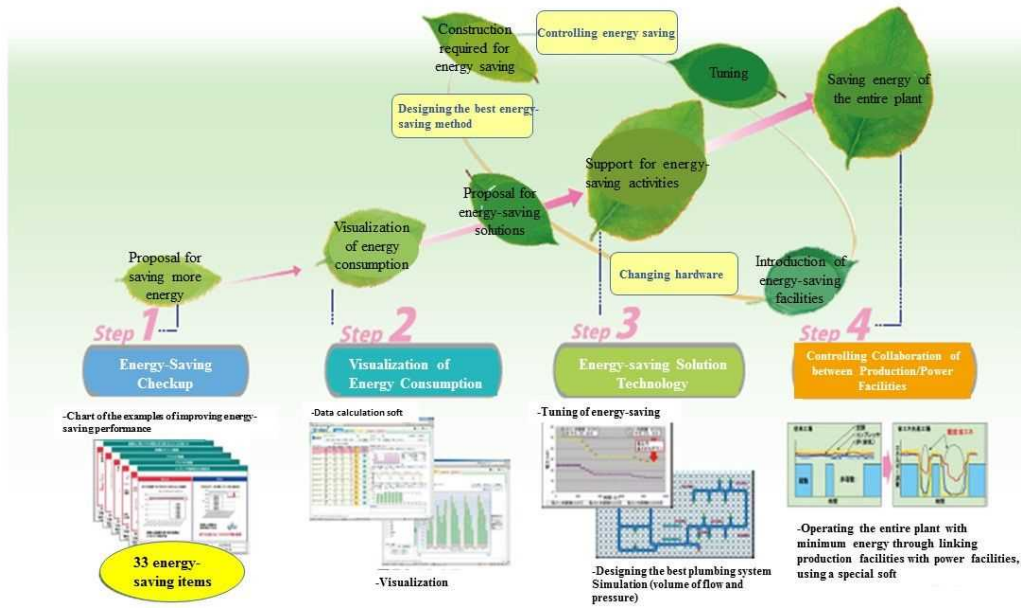 Construction
required for
energy saving
Controlling energy saving
Tuning
Saving energy of
the entire plant
Designing the best energy-
saving method
Support for energy-
saving activities
Proposal for
energy-saving
solutions
Visualization
of energy
consumption
Proposal for
saving more
energy
Changing hardware
Introduction of
energy-saving
facilities
Step 1
Step 2
Step 3
Step 4
Energy-Saving
Checkup
Visualization of
Energy Consumption
Energy-saving Solution
Technology
Controlling Collaboration of
between Production/Power
Facilities
-Chart of the examples of improving energy-
saving performance
33 energy-
saving items
-Data calculation soft
-Visualization
-Tuning of energy-saving
-Designing the best plumbing system
Simulation (volume of flow and
pressure)
-Operating the entire plant with
minimum energy through linking
production facilities with power facilities,
using a special soft